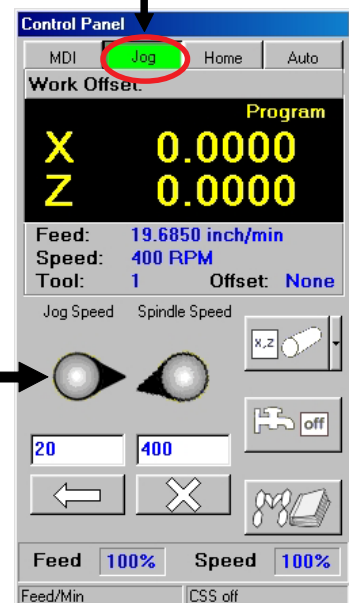 Control Panel
MDI Jog Home Auto
Work Offset:
Program
X 0.0000
Z 0.0000
Feed: 19.6850 inch/min
Speed: 400 RPM
Tool: 1 Offset: None
Jog Speed Spindle Speed
x,z
off
20 400
Feed 100% Speed 100%
Feed/Min CSS off